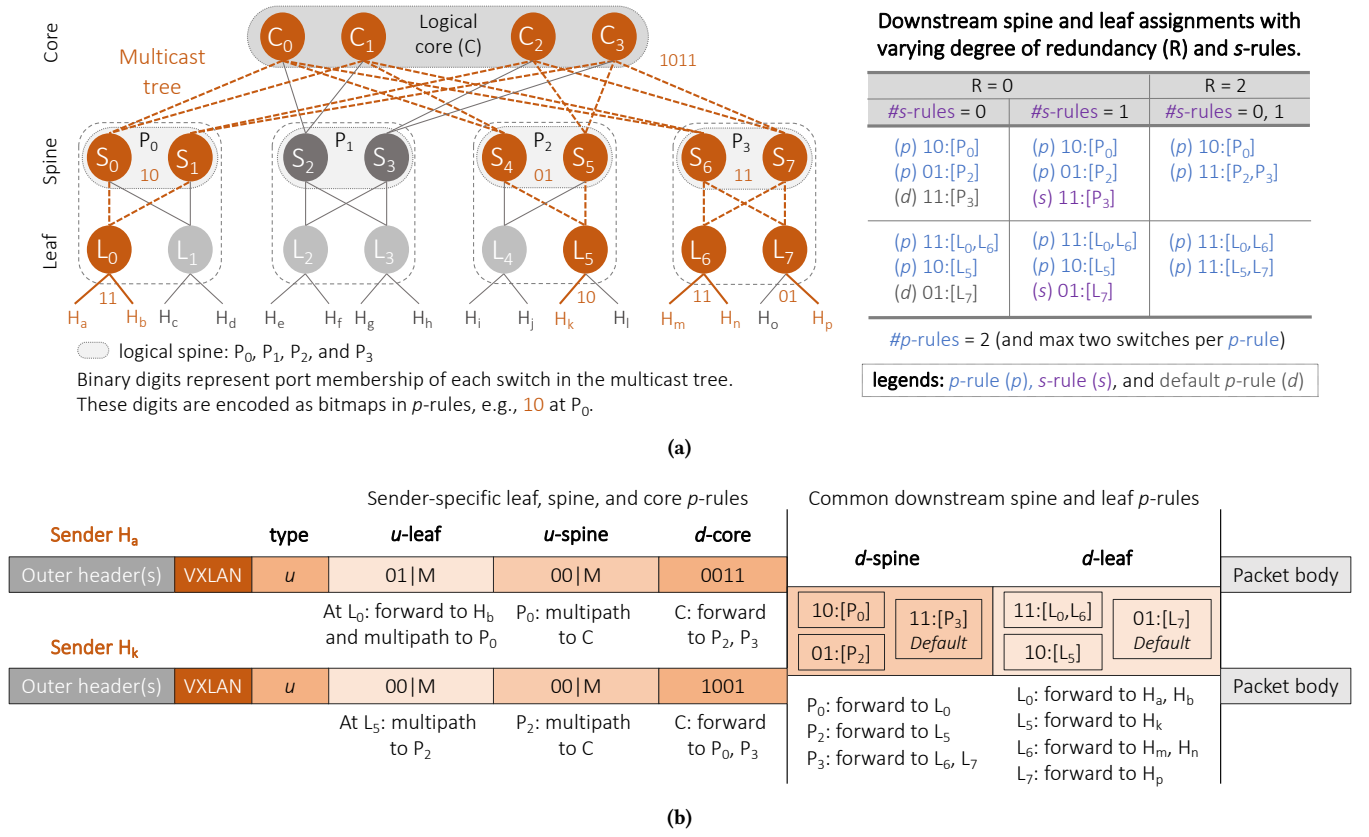 Core
Multicast
tree
C0
C1
Logical
core (C)
C2
C3
1011
Spine
P0
S0
S1
10
P1
S2
S3
P2
S4
S5
01
P3
S6
S7
11
Leaf
L0
L1
L2
L3
L4
L5
L6
L7
11
10
11
01
Ha
Hb
Hc
Hd
He
Hf
Hg
Hh
Hi
Hj
Hk
Hl
Hm
Hn
Ho
Hp
logical spine: P0, P1, P2, and P3
Binary digits represent port membership of each switch in the multicast tree.
These digits are encoded as bitmaps in p-rules, e.g., 10 at P0.
Downstream spine and leaf assignments with
varying degree of redundancy (R) and s-rules.
R = 0 R = 2
#s-rules = 0 #s-rules = 1 #s-rules = 0, 1
(p) 10:[P0] (p) 10:[P0] (p) 10:[P0]
(p) 01:[P2] (p) 01:[P2] (p) 11:[P2,P3]
(d) 11:[P3] (s) 11:[P3]
(p) 11:[L0,L6] (p) 11:[L0,L6] (p) 11:[L0,L6]
(p) 10:[L5] (p) 10:[L5] (p) 11:[L5,L7]
(d) 01:[L7] (s) 01:[L7]
#p-rules = 2 (and max two switches per p-rule)
legends: p-rule (p), s-rule (s), and default p-rule (d)
(a)
Sender-specific leaf, spine, and core p-rules
Common downstream spine and leaf p-rules
Sender Ha type u-leaf u-spine d-core
d-spine d-leaf
Outer header(s) VXLAN u 01|M 00|M 0011
Packet body
At L0: forward to Hb
and multipath to P0
P0: multipath
to C
C: forward
to P2, P3
10:[P0]
01:[P2]
11:[P3]
Default
11:[L0,L6]
10:[L5]
01:[L7]
Default
Sender Hk
Outer header(s) VXLAN u 00|M 00|M 1001
Packet body
At L5: multipath
to P2
P2: multipath
to C
C: forward
to P0, P3
P0: forward to L0
P2: forward to L5
P3: forward to L6, L7
L0: forward to Ha, Hb
L5: forward to Hk
L6: forward to Hm, Hn
L7: forward to Hp
(b)